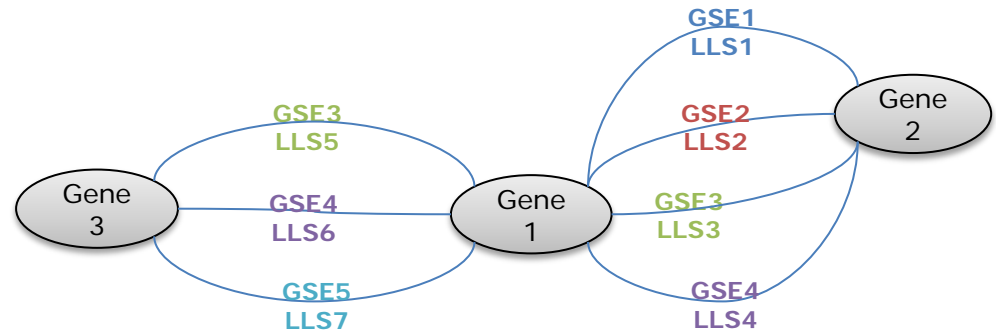 GSE1
LLS1
Gene
2
GSE3
LLS5
GSE2
LLS2
Gene
3
GSE4
LLS6
Gene
1
GSE3
LLS3
GSE5
LLS7
GSE4
LLS4